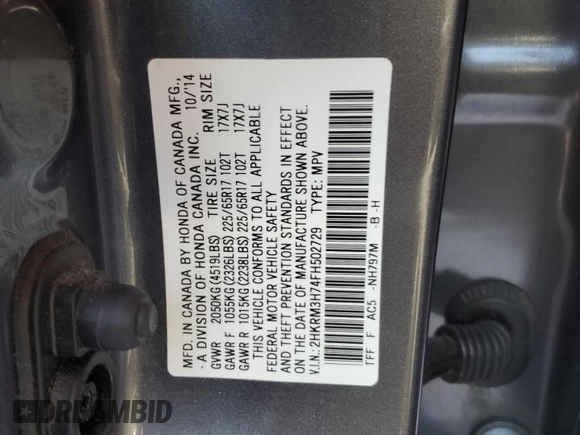 MFD. IN CANADA BY HONDA OF CANADA MFG.,
A DIVISION OF HONDA CANADA INC. 10/'14
GVWR 2050KG(4519LBS) TIRE SIZE RIM SIZE
GAWR F 1055KG(2326LBS)225/65R17 102T 17X7J
GAWR R 1015KG(2238LBS)225/65R17 102T 17X7J
THIS VEHICLE CONFORMS TO ALL APPLICABLE
FEDERAL MOTOR VEHICLE SAFETY
AND THEFT PREVENTION STANDARDS IN EFFECT
ON THE DATE OF MANUFACTURE SHOWN ABOVE.
V.I.N.: 2HKRM3H74FH502729 TYPE: MPV
TFF F AC5 -NH797M -B -H
DREAMBID